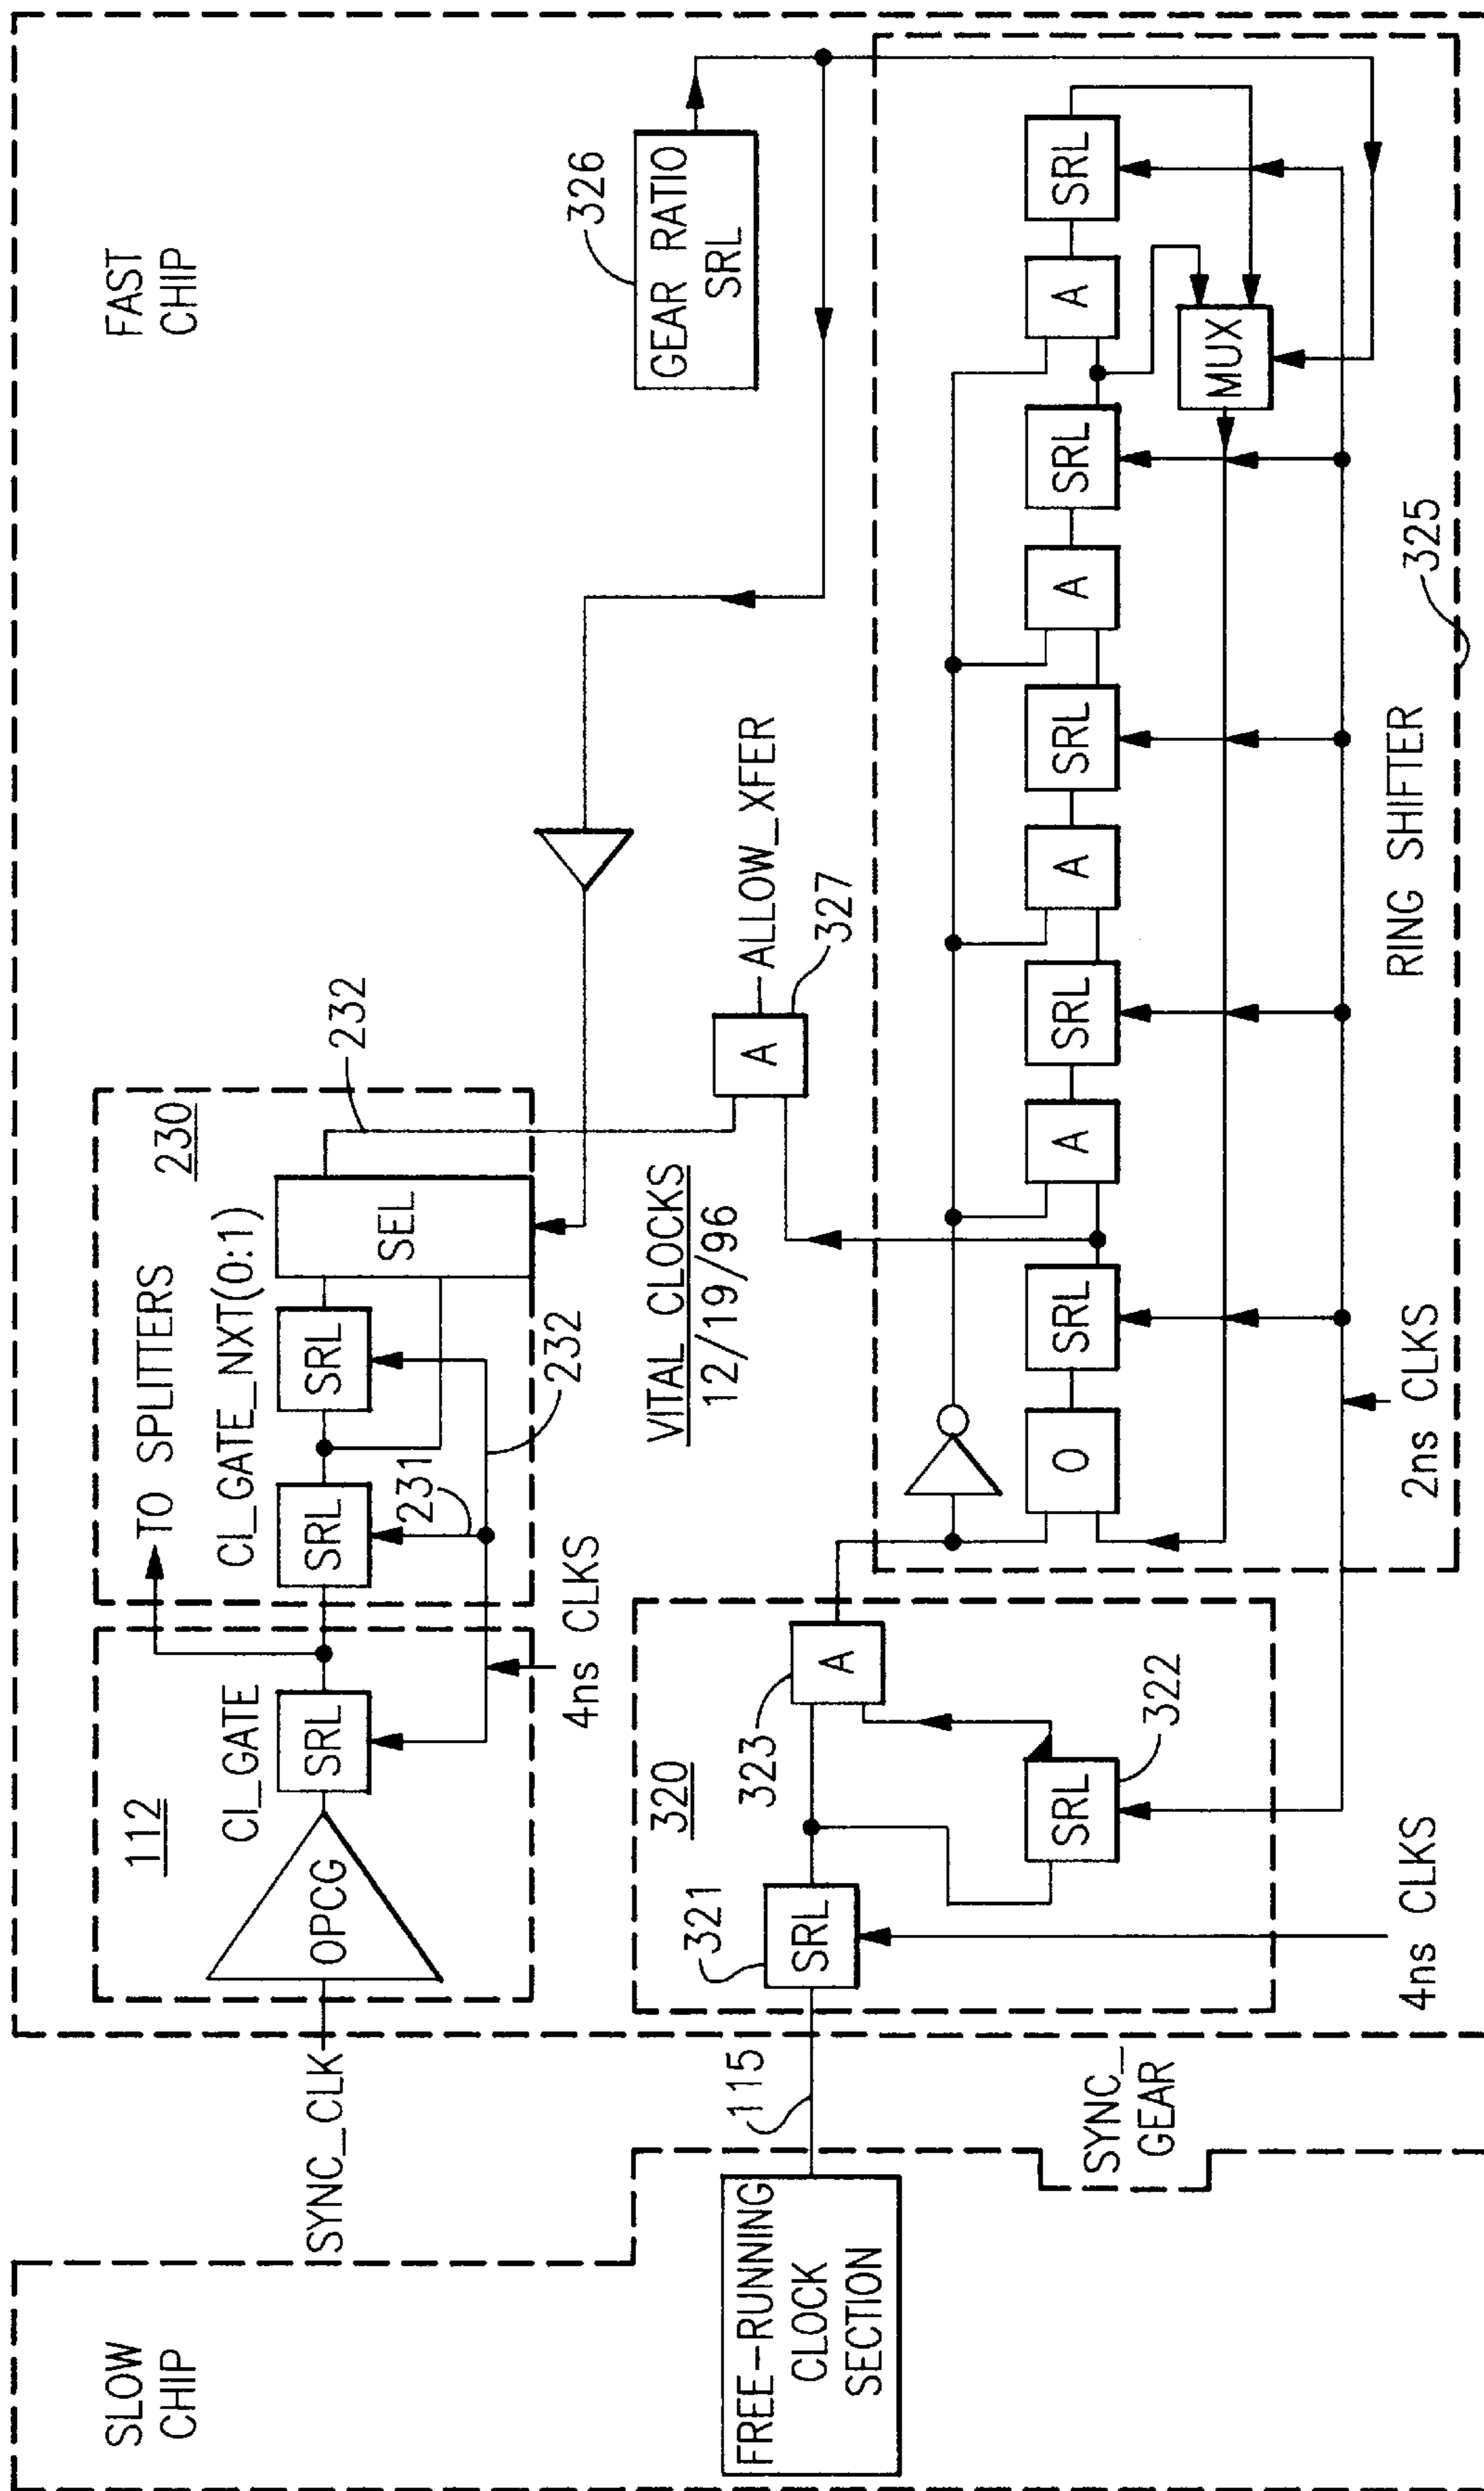 SLOW
CHIP
FAST
CHIP
SYNC_CLK
112
OPCG
CI_GATE
SRL
TO SPLITTERS
230
CI_GATE_NXT(0:1)
SRL
SRL
SEL
231
232
232
4ns CLKS
VITAL CLOCKS
12/19/96
A
ALLOW_XFER
327
326
GEAR RATIO
SRL
FREE-RUNNING
CLOCK
SECTION
115
SYNC_
GEAR
320
321
SRL
323
A
SRL
322
4ns CLKS
O
SRL
A
SRL
A
SRL
A
SRL
A
SRL
MUX
2ns CLKS
RING SHIFTER
325